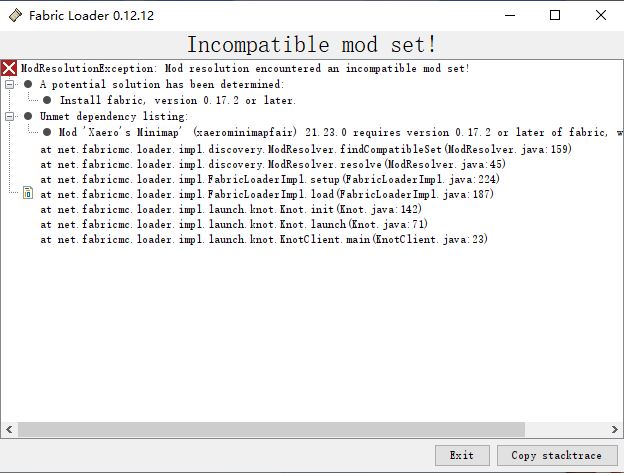 Fabric Loader 0.12.12
Incompatible mod set!
ModResolutionException: Mod resolution encountered an incompatible mod set!
A potential solution has been determined:
Install fabric, version 0.17.2 or later.
Unmet dependency listing:
Mod 'Xaero's Minimap' (xaerominimapfair) 21.23.0 requires version 0.17.2 or later of fabric, w
at net.fabricmc.loader.impl.discovery.ModResolver.findCompatibleSet(ModResolver.java:159)
at net.fabricmc.loader.impl.discovery.ModResolver.resolve(ModResolver.java:45)
at net.fabricmc.loader.impl.FabricLoaderImpl.setup(FabricLoaderImpl.java:224)
at net.fabricmc.loader.impl.FabricLoaderImpl.load(FabricLoaderImpl.java:187)
at net.fabricmc.loader.impl.launch.knot.Knot.init(Knot.java:142)
at net.fabricmc.loader.impl.launch.knot.Knot.launch(Knot.java:71)
at net.fabricmc.loader.impl.launch.knot.KnotClient.main(KnotClient.java:23)
Exit
Copy stacktrace